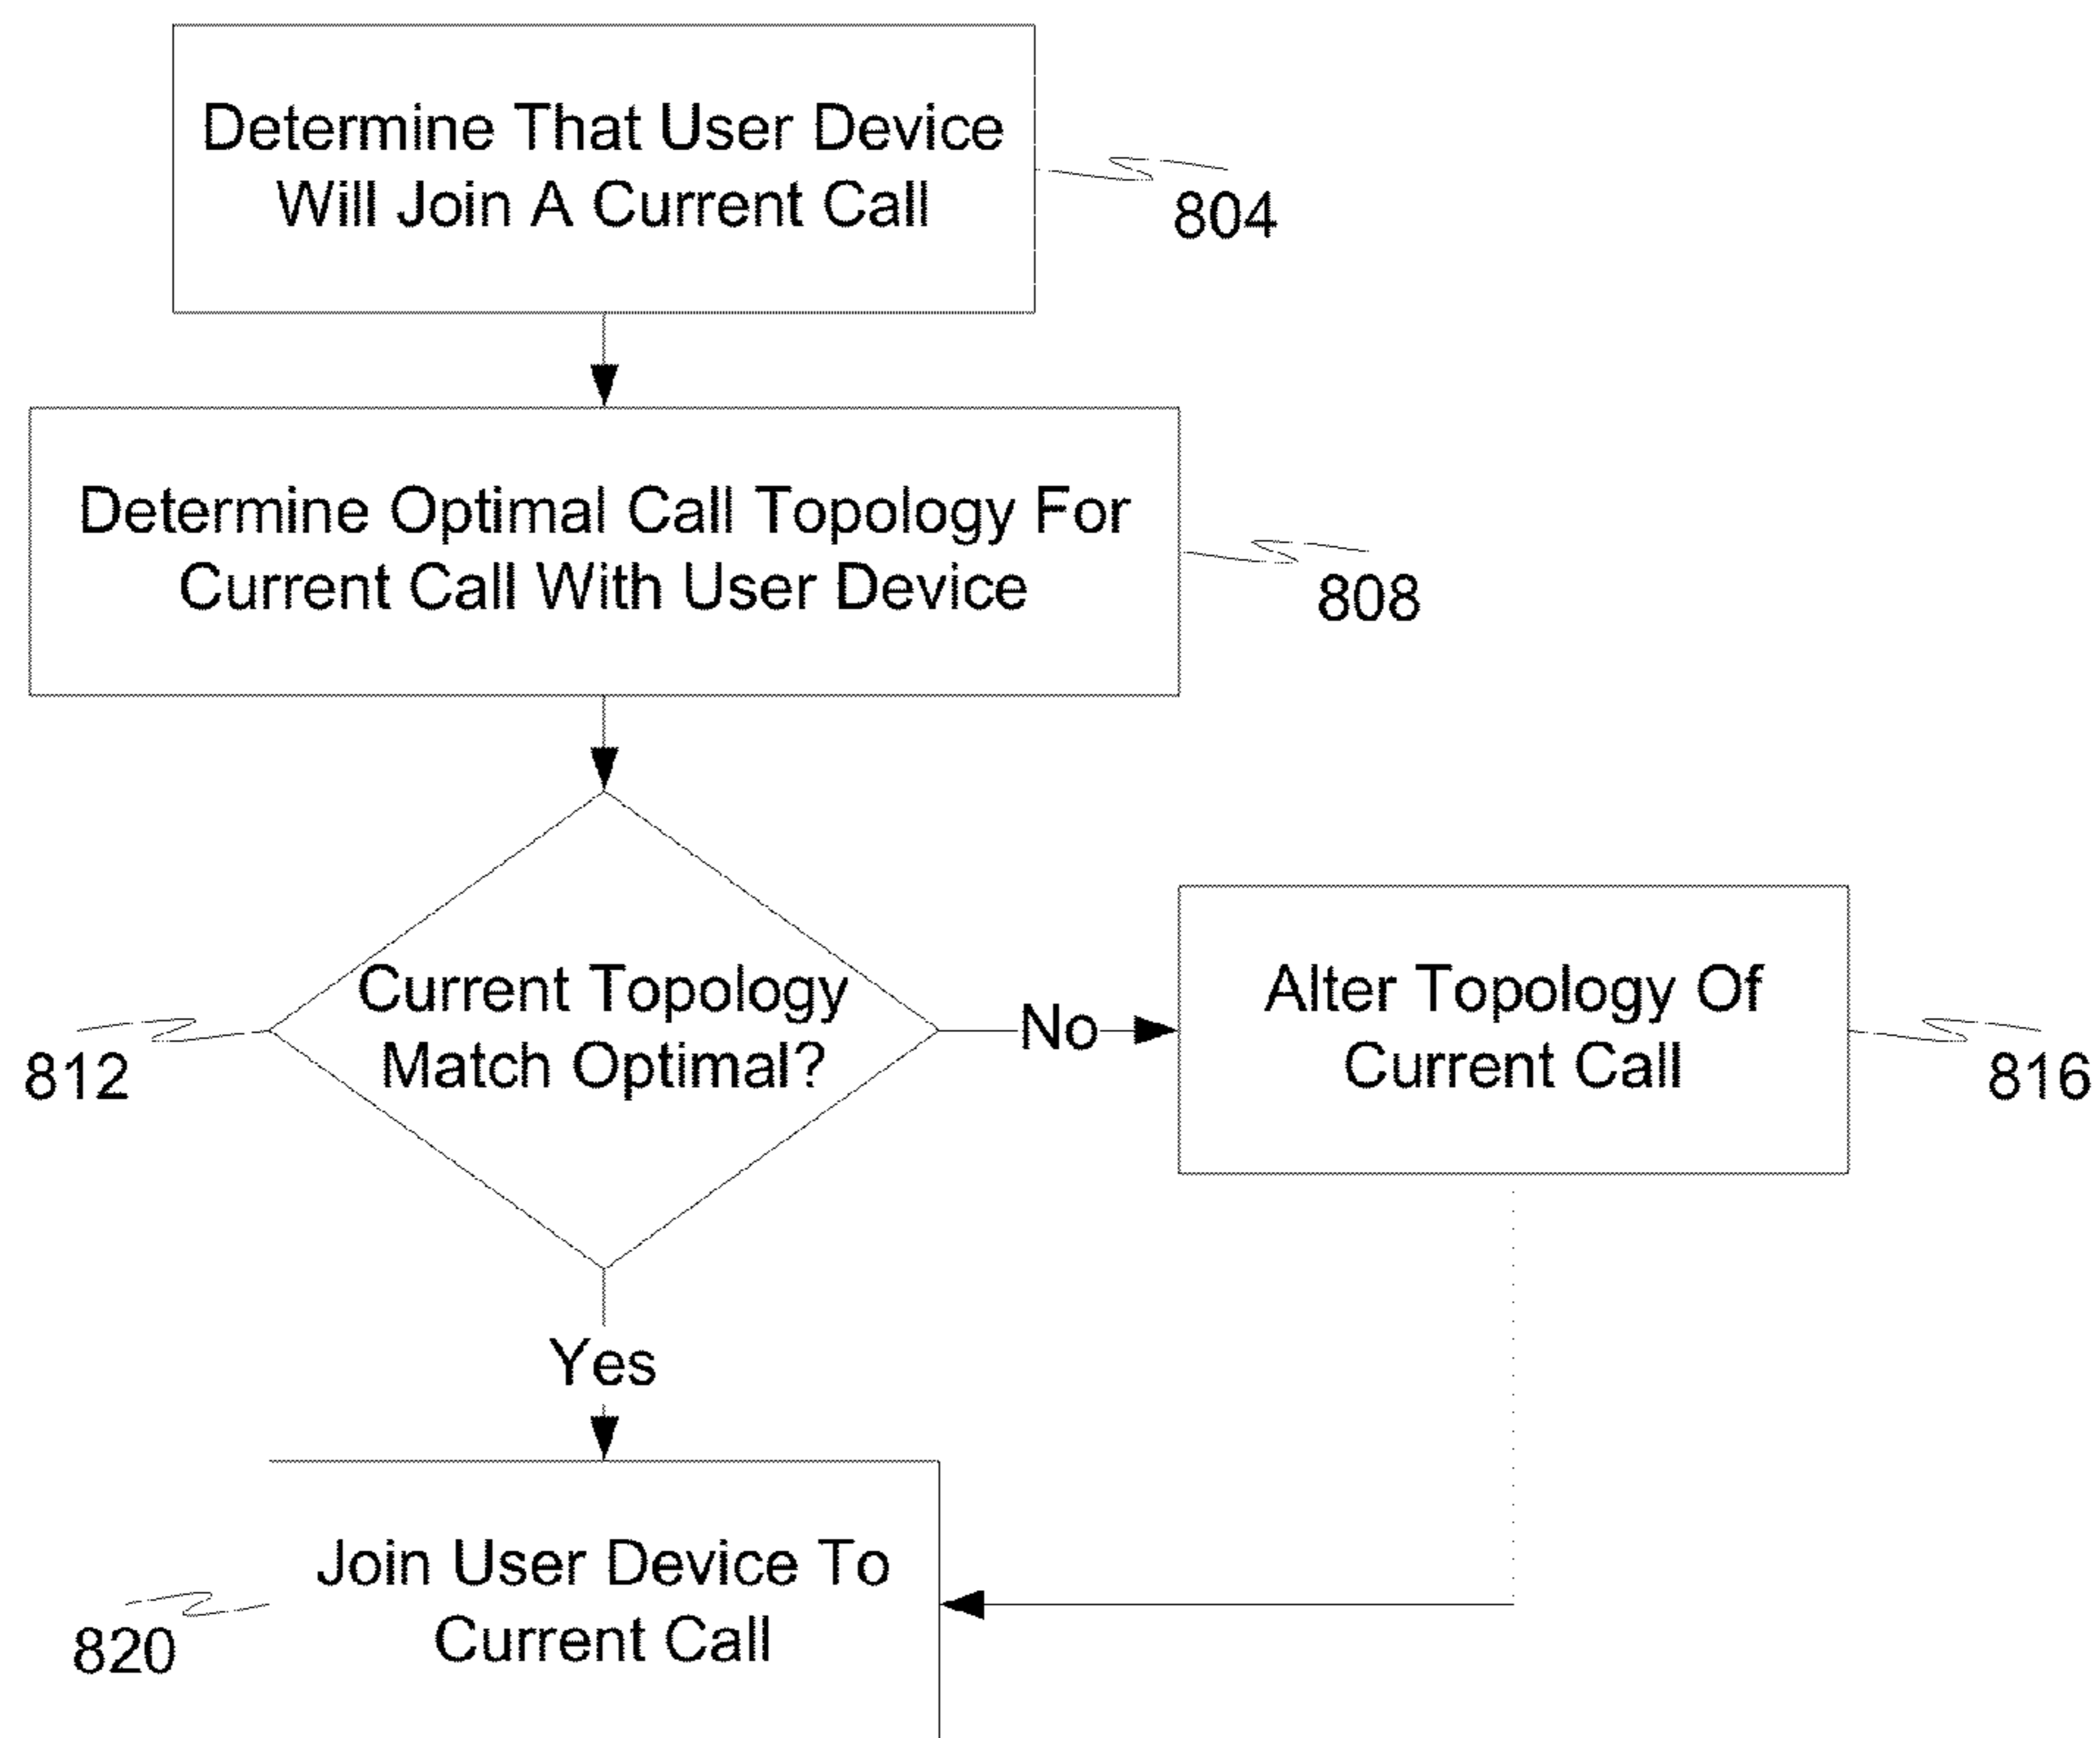 Determine That User Device
Will Join A Current Call
804
Determine Optimal Call Topology For
Current Call With User Device
808
Current Topology
Match Optimal?
812
No
Alter Topology Of
Current Call
816
Yes
Join User Device To
Current Call
820